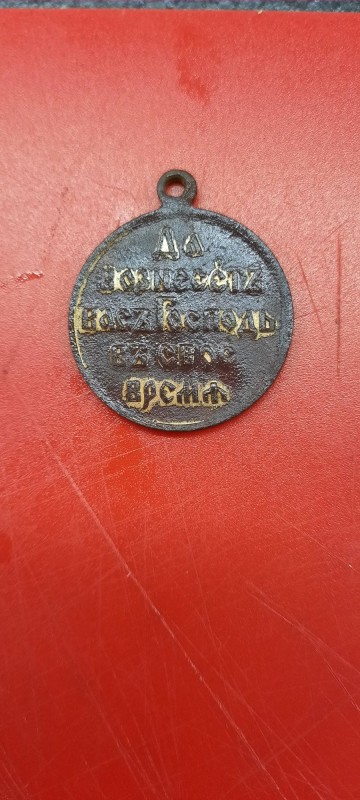 Да
вознесетъ
васъ Господь
въ свое
время.